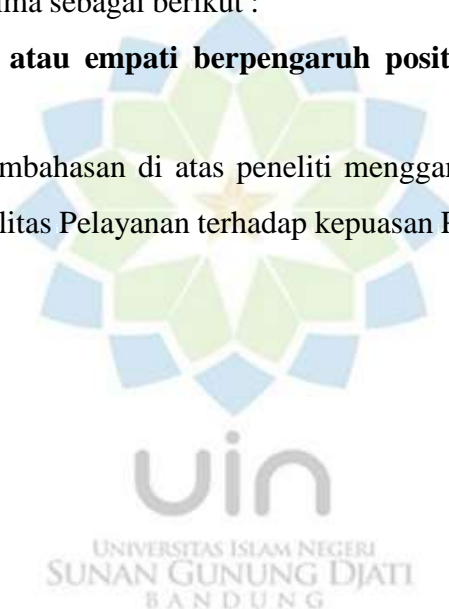 ma sebagai berikut :
atau empati berpengaruh posit
mbahasan di atas peneliti menggar
litas Pelayanan terhadap kepuasan P
uin
UNIVERSITAS ISLAM NEGERI
SUNAN GUNUNG DJATI
BANDUNG